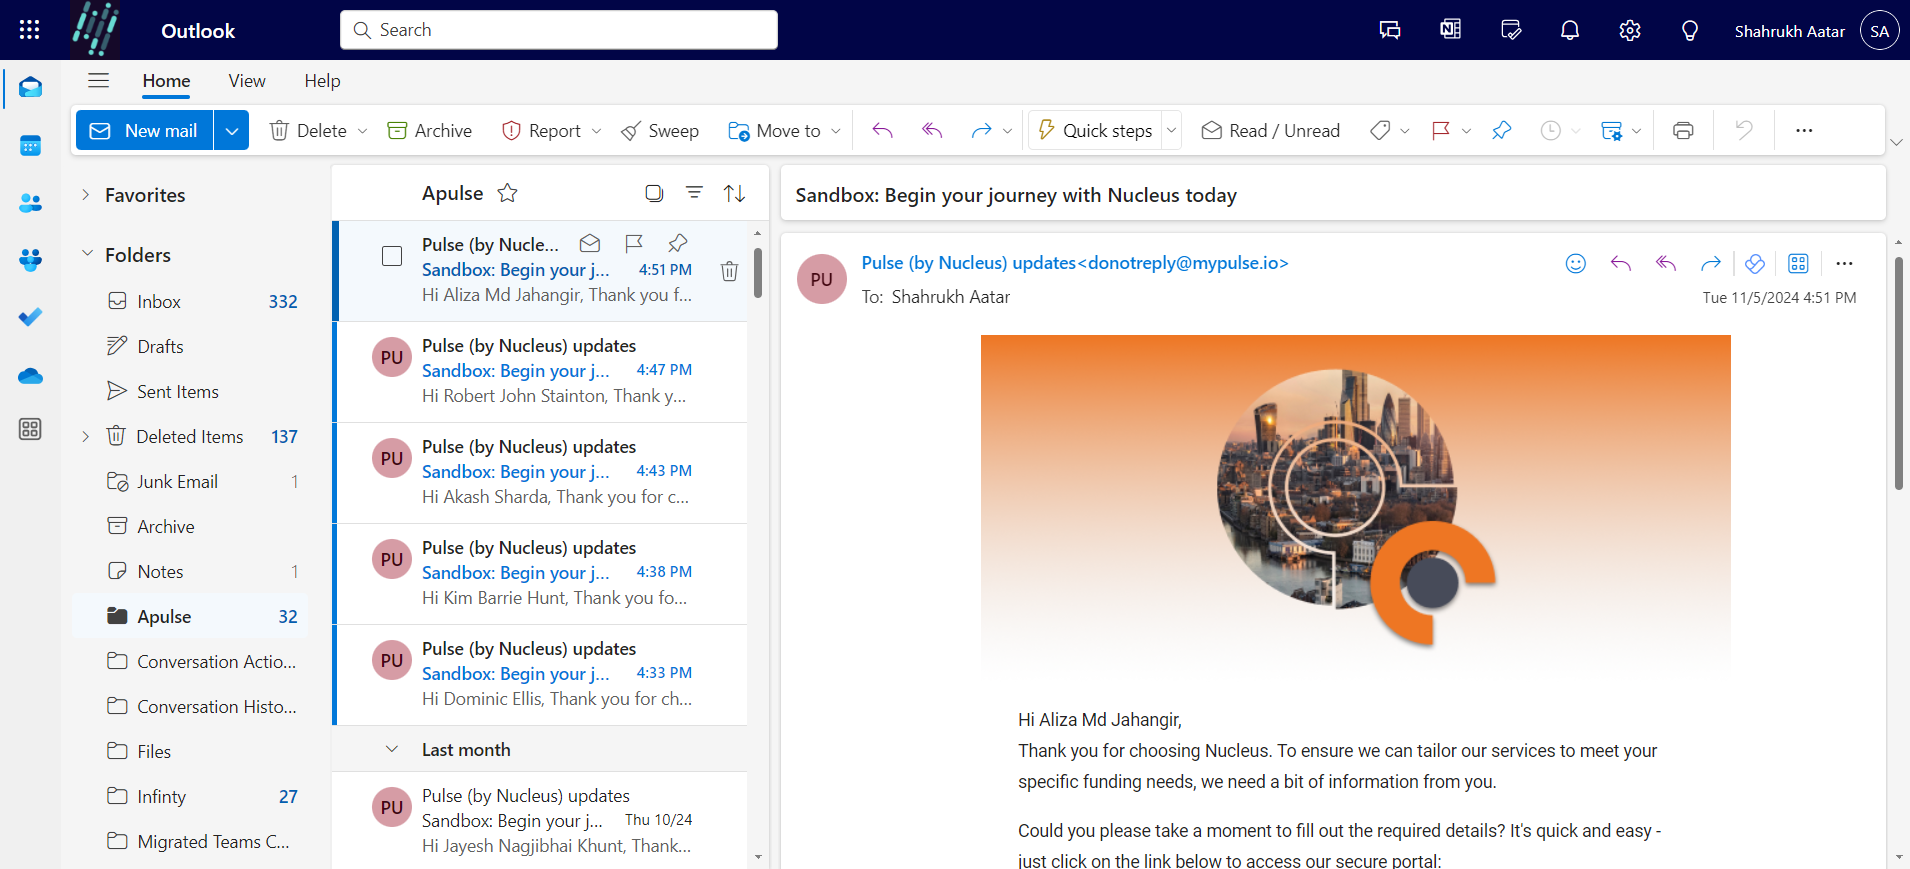 Outlook
Search
Shahrukh Aatar
SA
Home
View
Help
New mail
Delete
Archive
Report
Sweep
Move to
Quick steps
Read / Unread
Favorites
Folders
Inbox 332
Drafts
Sent Items
Deleted Items 137
Junk Email 1
Archive
Notes 1
Apulse 32
Conversation Actio...
Conversation Histo...
Files
Infinty 27
Migrated Teams C...
Apulse
Pulse (by Nucle...
Sandbox: Begin your j... 4:51 PM
Hi Aliza Md Jahangir, Thank you f...
PU
Pulse (by Nucleus) updates
Sandbox: Begin your j... 4:47 PM
Hi Robert John Stainton, Thank y...
PU
Pulse (by Nucleus) updates
Sandbox: Begin your j... 4:43 PM
Hi Akash Sharda, Thank you for c...
PU
Pulse (by Nucleus) updates
Sandbox: Begin your j... 4:38 PM
Hi Kim Barrie Hunt, Thank you fo...
PU
Pulse (by Nucleus) updates
Sandbox: Begin your j... 4:33 PM
Hi Dominic Ellis, Thank you for ch...
Last month
PU
Pulse (by Nucleus) updates
Sandbox: Begin your j... Thu 10/24
Hi Jayesh Nagjibhai Khunt, Thank...
Sandbox: Begin your journey with Nucleus today
PU
Pulse (by Nucleus) updates<donotreply@mypulse.io>
To: Shahrukh Aatar
Tue 11/5/2024 4:51 PM
Hi Aliza Md Jahangir,
Thank you for choosing Nucleus. To ensure we can tailor our services to meet your
specific funding needs, we need a bit of information from you.
Could you please take a moment to fill out the required details? It's quick and easy -
just click on the link below to access our secure portal: